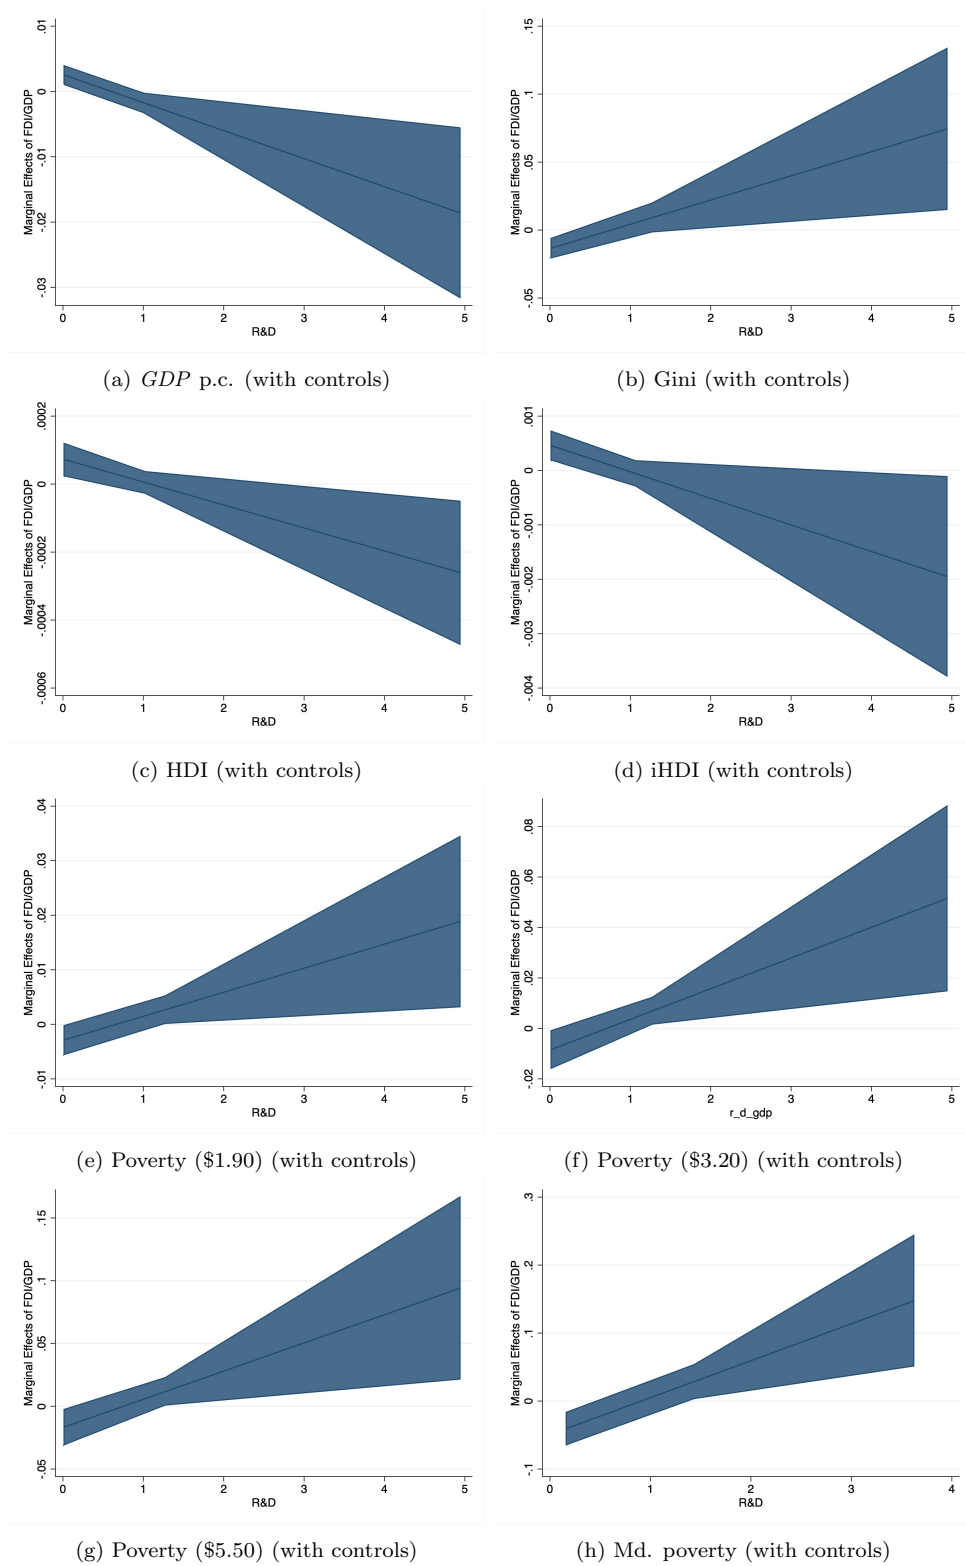 Marginal Effects of FDI/GDP
.01
0
-.01
-.02
-.03
0 1 2 3 4 5
R&D
(a) GDP p.c. (with controls)
Marginal Effects of FDI/GDP
.15
.1
.05
0
-.05
0 1 2 3 4 5
R&D
(b) Gini (with controls)
Marginal Effects of FDI/GDP
.0002
0
-.0002
-.0004
-.0006
0 1 2 3 4 5
R&D
(c) HDI (with controls)
Marginal Effects of FDI/GDP
.001
0
-.001
-.002
-.003
-.004
0 1 2 3 4 5
R&D
(d) iHDI (with controls)
Marginal Effects of FDI/GDP
.04
.03
.02
.01
0
-.01
0 1 2 3 4 5
R&D
(e) Poverty ($1.90) (with controls)
Marginal Effects of FDI/GDP
.08
.06
.04
.02
0
-.02
0 1 2 3 4 5
r_d_gdp
(f) Poverty ($3.20) (with controls)
Marginal Effects of FDI/GDP
.15
.1
.05
0
-.05
0 1 2 3 4 5
R&D
(g) Poverty ($5.50) (with controls)
Marginal Effects of FDI/GDP
.3
.2
.1
0
-.1
0 1 2 3 4
R&D
(h) Md. poverty (with controls)